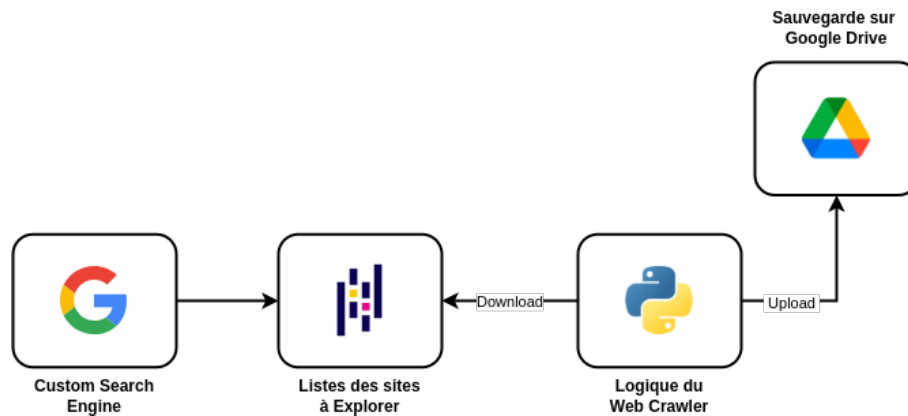 Sauvegarde sur
Google Drive
Download
Upload
Custom Search
Engine
Listes des sites
à Explorer
Logique du
Web Crawler